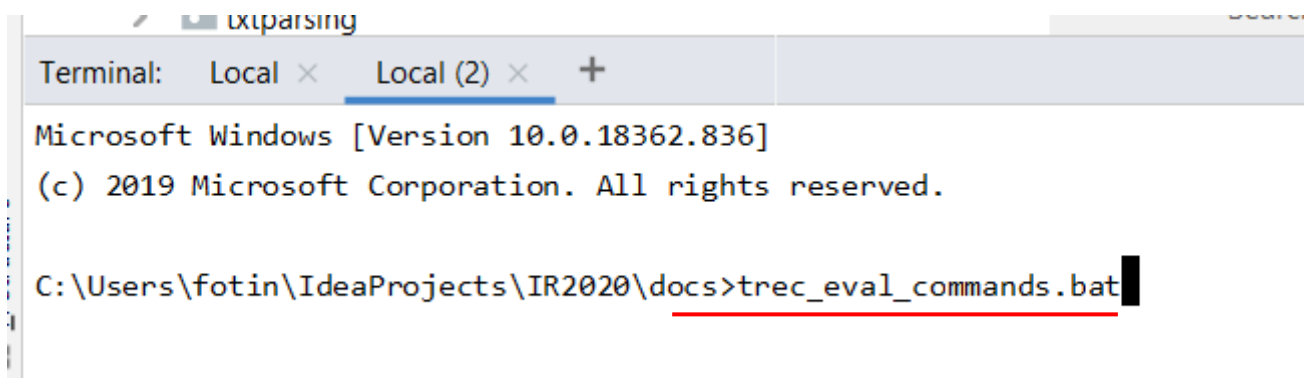 txtparsing
Terminal: Local × Local (2) × +
Microsoft Windows [Version 10.0.18362.836]
(c) 2019 Microsoft Corporation. All rights reserved.
C:\Users\fotin\IdeaProjects\IR2020\docs>trec_eval_commands.bat